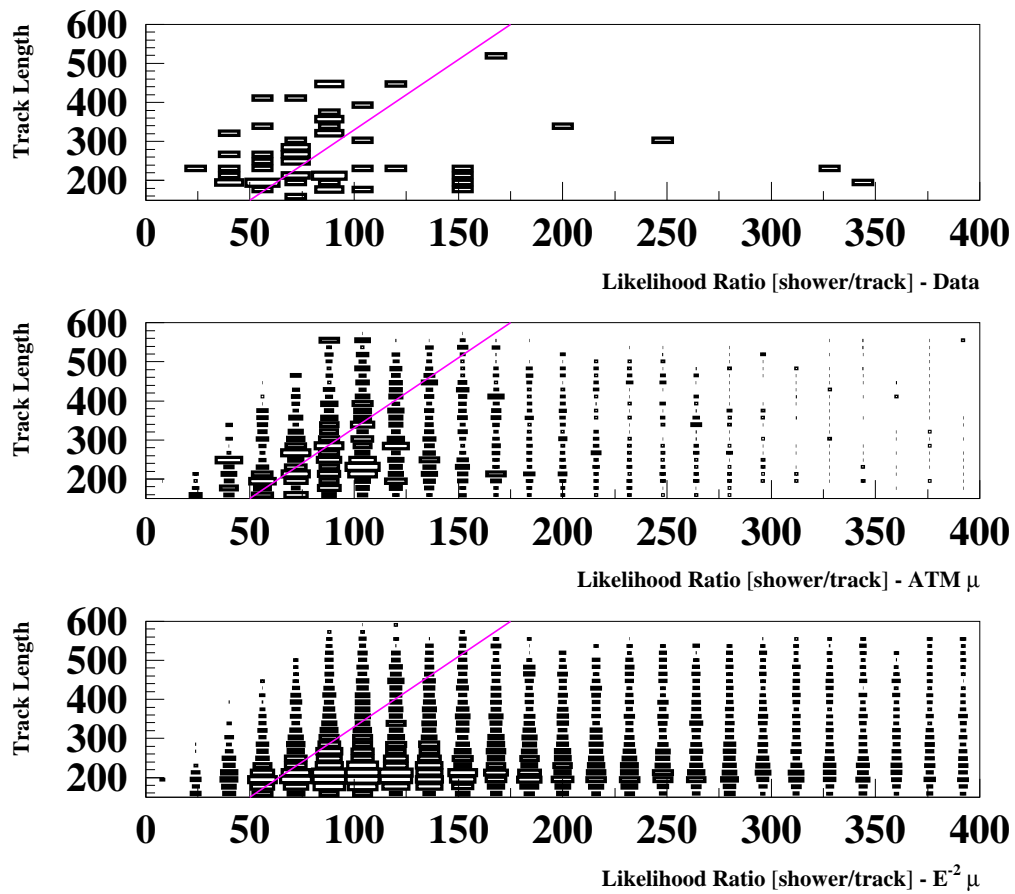 Track Length
600
500
400
300
200
0 50 100 150 200 250 300 350 400
Likelihood Ratio [shower/track] - Data
Track Length
600
500
400
300
200
0 50 100 150 200 250 300 350 400
Likelihood Ratio [shower/track] - ATM μ
Track Length
600
500
400
300
200
0 50 100 150 200 250 300 350 400
Likelihood Ratio [shower/track] - E⁻² μ